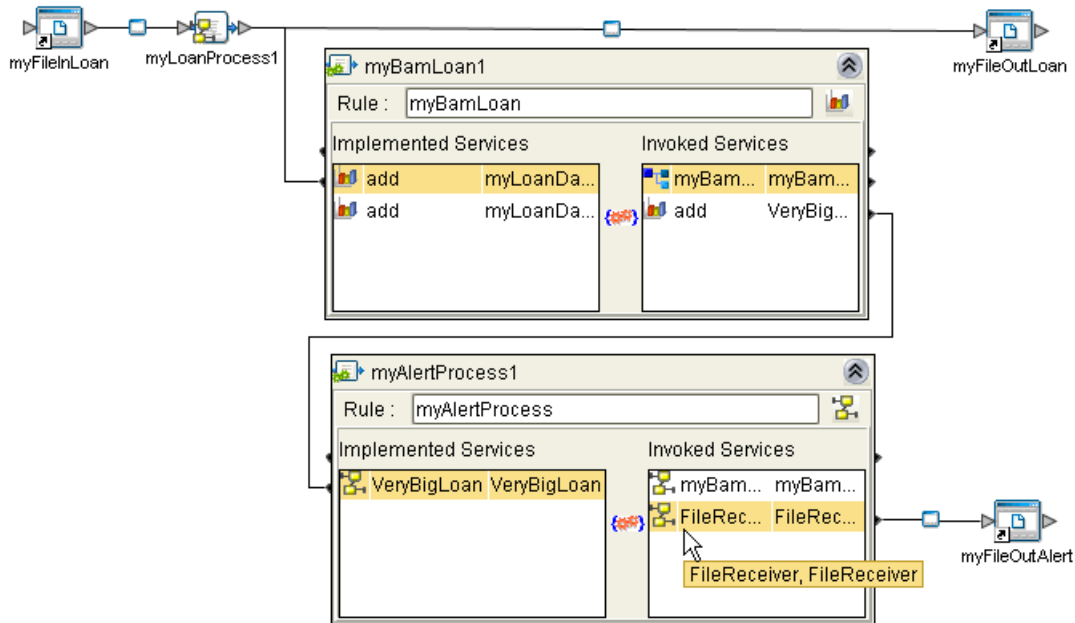 myFileInLoan
myLoanProcess1
myFileOutLoan
myBamLoan1
Rule : myBamLoan
Implemented Services Invoked Services
add myLoanDa... myBam... myBam...
add myLoanDa... add VeryBig...
myAlertProcess1
Rule : myAlertProcess
Implemented Services Invoked Services
VeryBigLoan VeryBigLoan myBam... myBam...
FileRec... FileRec...
myFileOutAlert
FileReceiver, FileReceiver